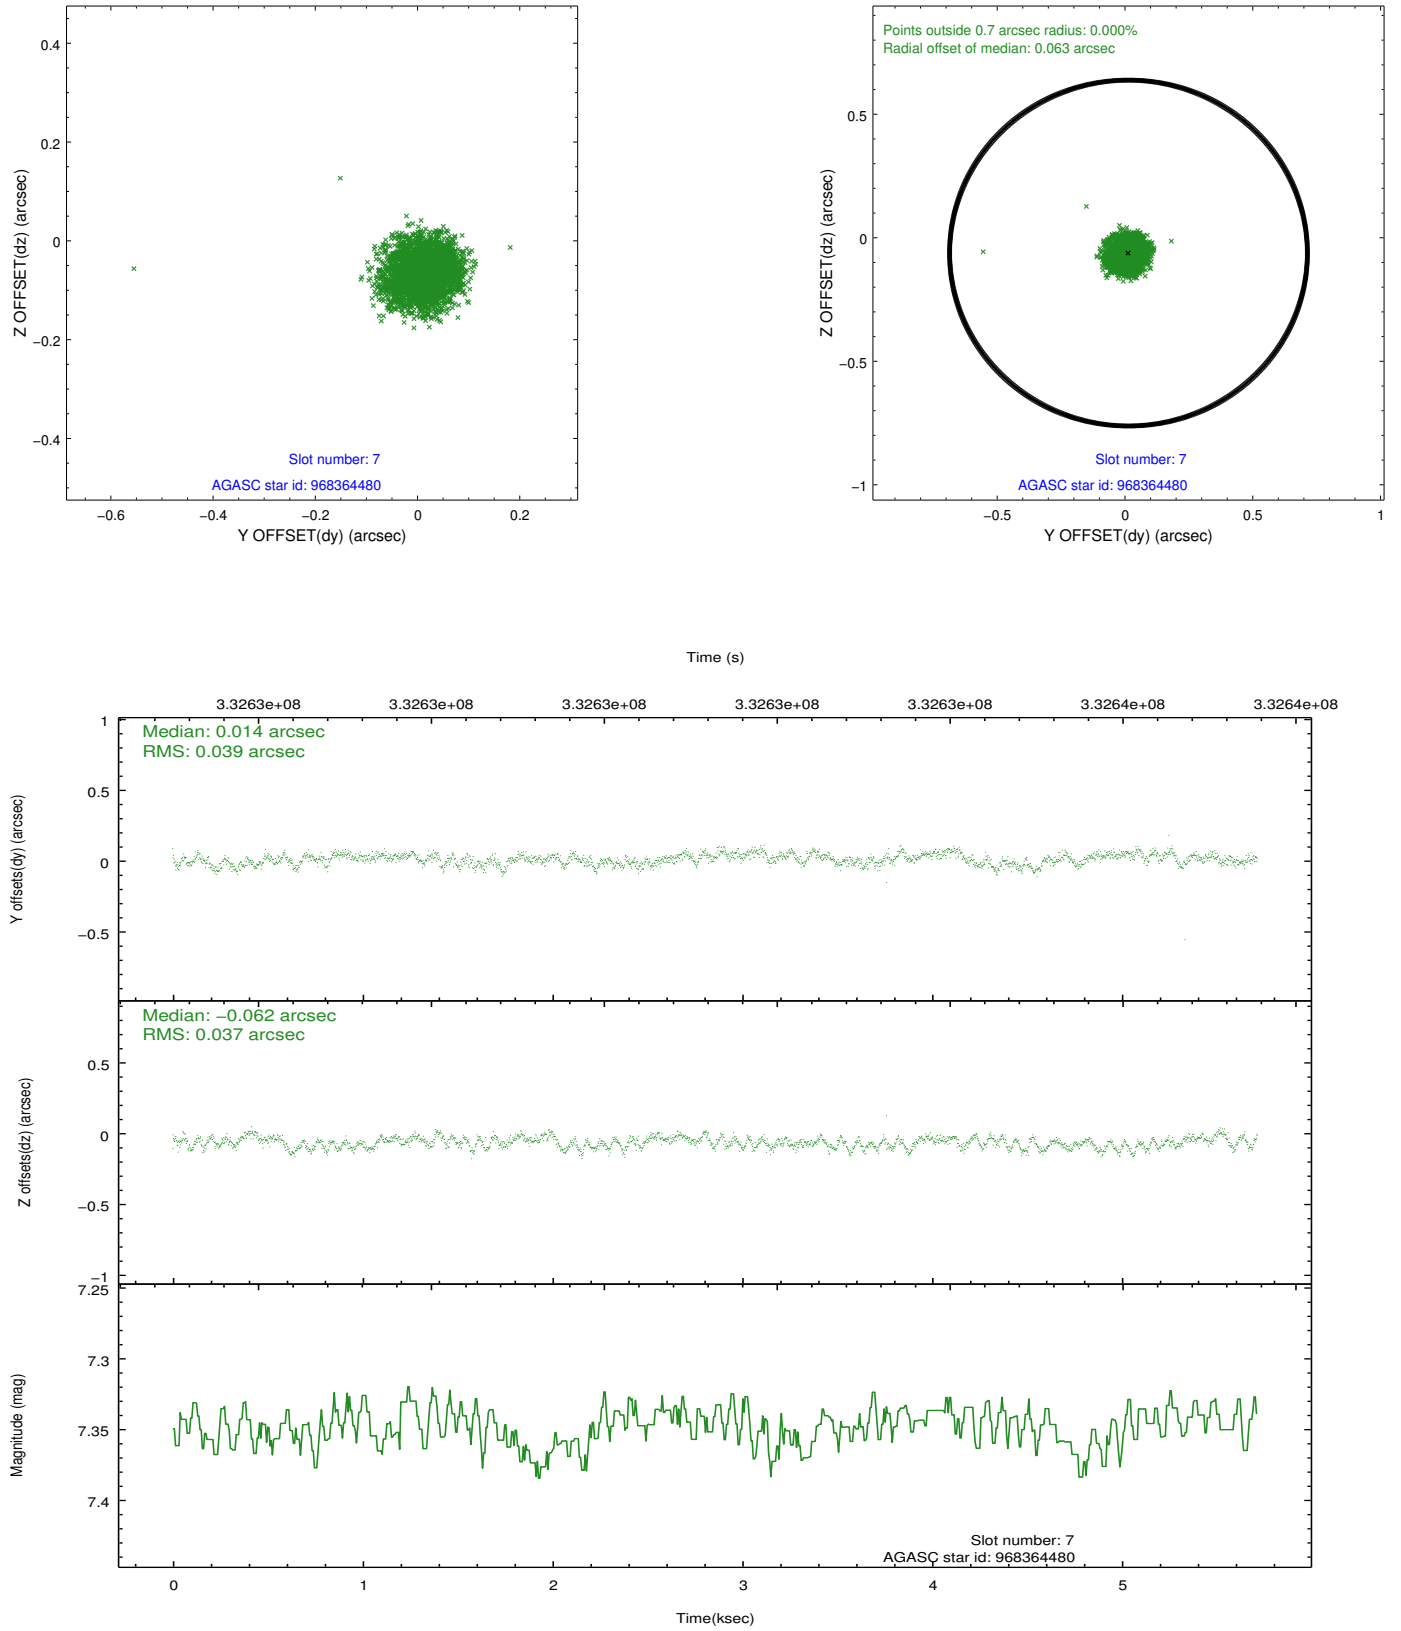 0.4
0.2
0
−0.2
−0.4
Z OFFSET(dz) (arcsec)
Slot number: 7
AGASC star id: 968364480
−0.6 −0.4 −0.2 0 0.2
Y OFFSET(dy) (arcsec)
Points outside 0.7 arcsec radius: 0.000%
Radial offset of median: 0.063 arcsec
0.5
0
−0.5
−1
Z OFFSET(dz) (arcsec)
Slot number: 7
AGASC star id: 968364480
−0.5 0 0.5 1
Y OFFSET(dy) (arcsec)
Time (s)
3.3263e+08 3.3263e+08 3.3263e+08 3.3263e+08 3.3263e+08 3.3264e+08 3.3264e+08
Median: 0.014 arcsec
RMS: 0.039 arcsec
1
0.5
0
−0.5
Y offsets(dy) (arcsec)
Median: −0.062 arcsec
RMS: 0.037 arcsec
0.5
0
−0.5
−1
Z offsets(dz) (arcsec)
7.25
7.3
7.35
7.4
Magnitude (mag)
Slot number: 7
AGASC star id: 968364480
0 1 2 3 4 5
Time(ksec)